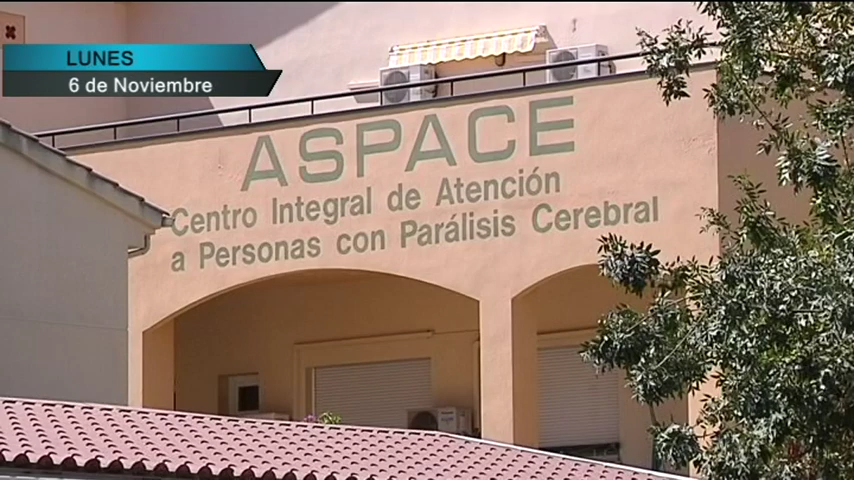 LUNES
6 de Noviembre
ASPACE
Centro Integral de Atención
a Personas con Parálisis Cerebral